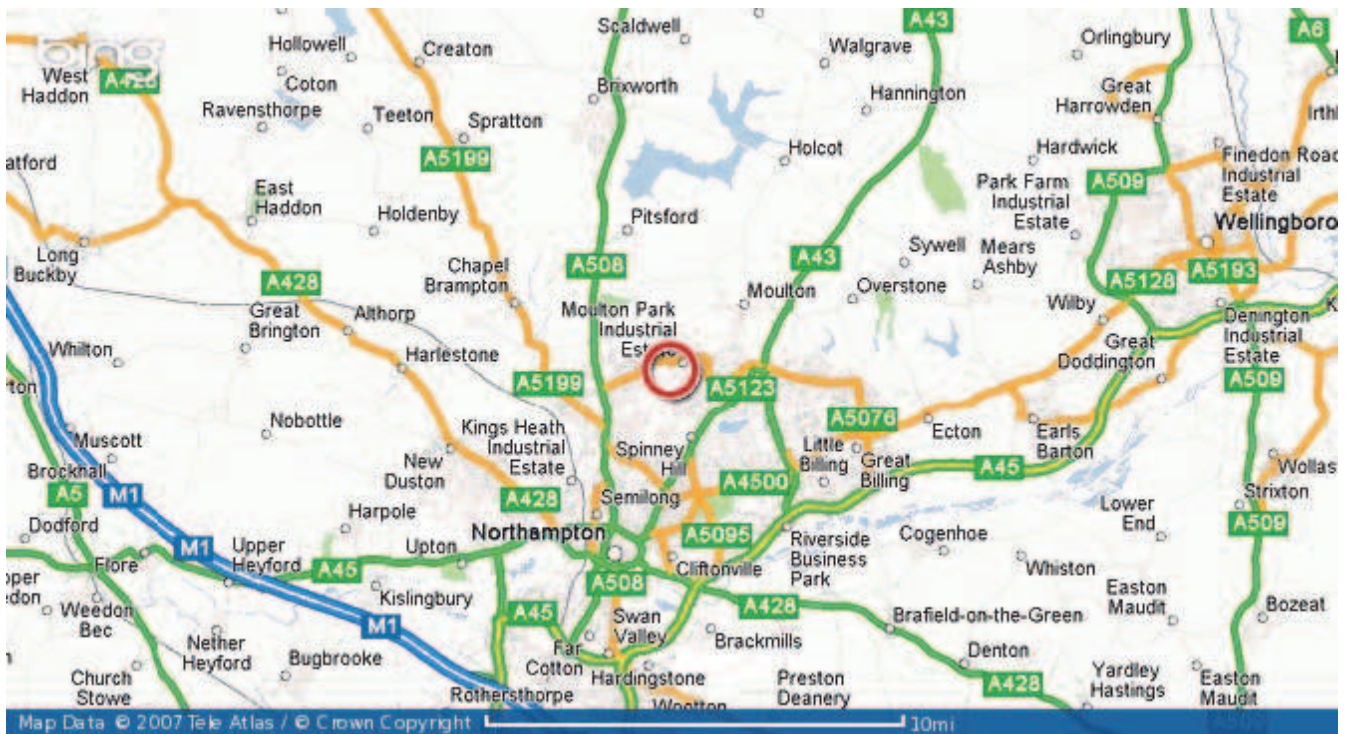 Scaldwell
A43
A6
Hollowell
Creaton
Walgrave
Orlingbury
bing
West
Haddon
A428
Coton
Brixworth
Hannington
Great
Harrowden
Ravensthorpe
Teeton
Spratton
Irthl
Holcot
Hardwick
Finedon Road
Industrial
Estate
atford
A5199
East
Haddon
Park Farm
Industrial
Estate
A509
Holdenby
Pitsford
Wellingboro
Long
Buckby
Sywell
Mears
Ashby
A43
A508
Chapel
Brampton
A5193
A5128
A428
Moulton
Overstone
Wilby
Great
Brington
Althorp
Moulton Park
Industrial
Estate
Denington
Industrial
Estate
K
Whilton
Harlestone
Great
Doddington
rton
A5199
A5123
A509
Nobottle
Kings Heath
Industrial
Estate
A5076
Ecton
Earls
Barton
Muscott
Spinney
Hill
Little
Billing
Great
Billing
Brocknall
New
Duston
A45
Wollas
A5
M1
A428
Semilong
A4500
Strixton
Harpole
Lower
End
Dodford
Northampton
A5095
Cogenhoe
A509
M1
Upper
Heyford
Upton
Riverside
Business
Park
Flore
A45
Cliftonville
Whiston
oper
edon
A508
Easton
Maudit
Weedon
Bec
Kislingbury
A45
Swan
Valley
A428
Brafield-on-the-Green
Bozeat
M1
Nether
Heyford
Brackmills
Bugbrooke
Far
Cotton
Denton
Church
Stowe
Hardingstone
Preston
Deanery
A428
Yardley
Hastings
Easton
Maudit
Rothersthorpe
Wootton
A509
Map Data © 2007 Tele Atlas / © Crown Copyright
10mi